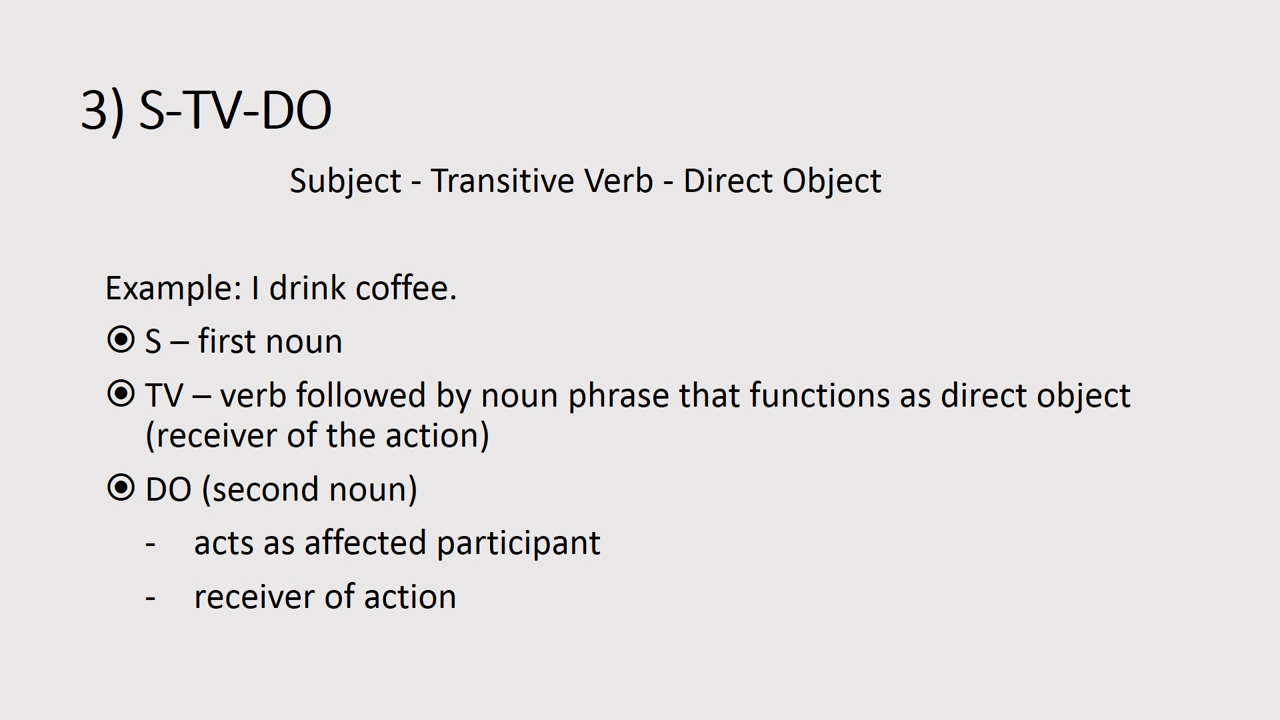 3) S-TV-DO
Subject - Transitive Verb - Direct Object
Example: I drink coffee.
S – first noun
TV – verb followed by noun phrase that functions as direct object
(receiver of the action)
DO (second noun)
- acts as affected participant
- receiver of action